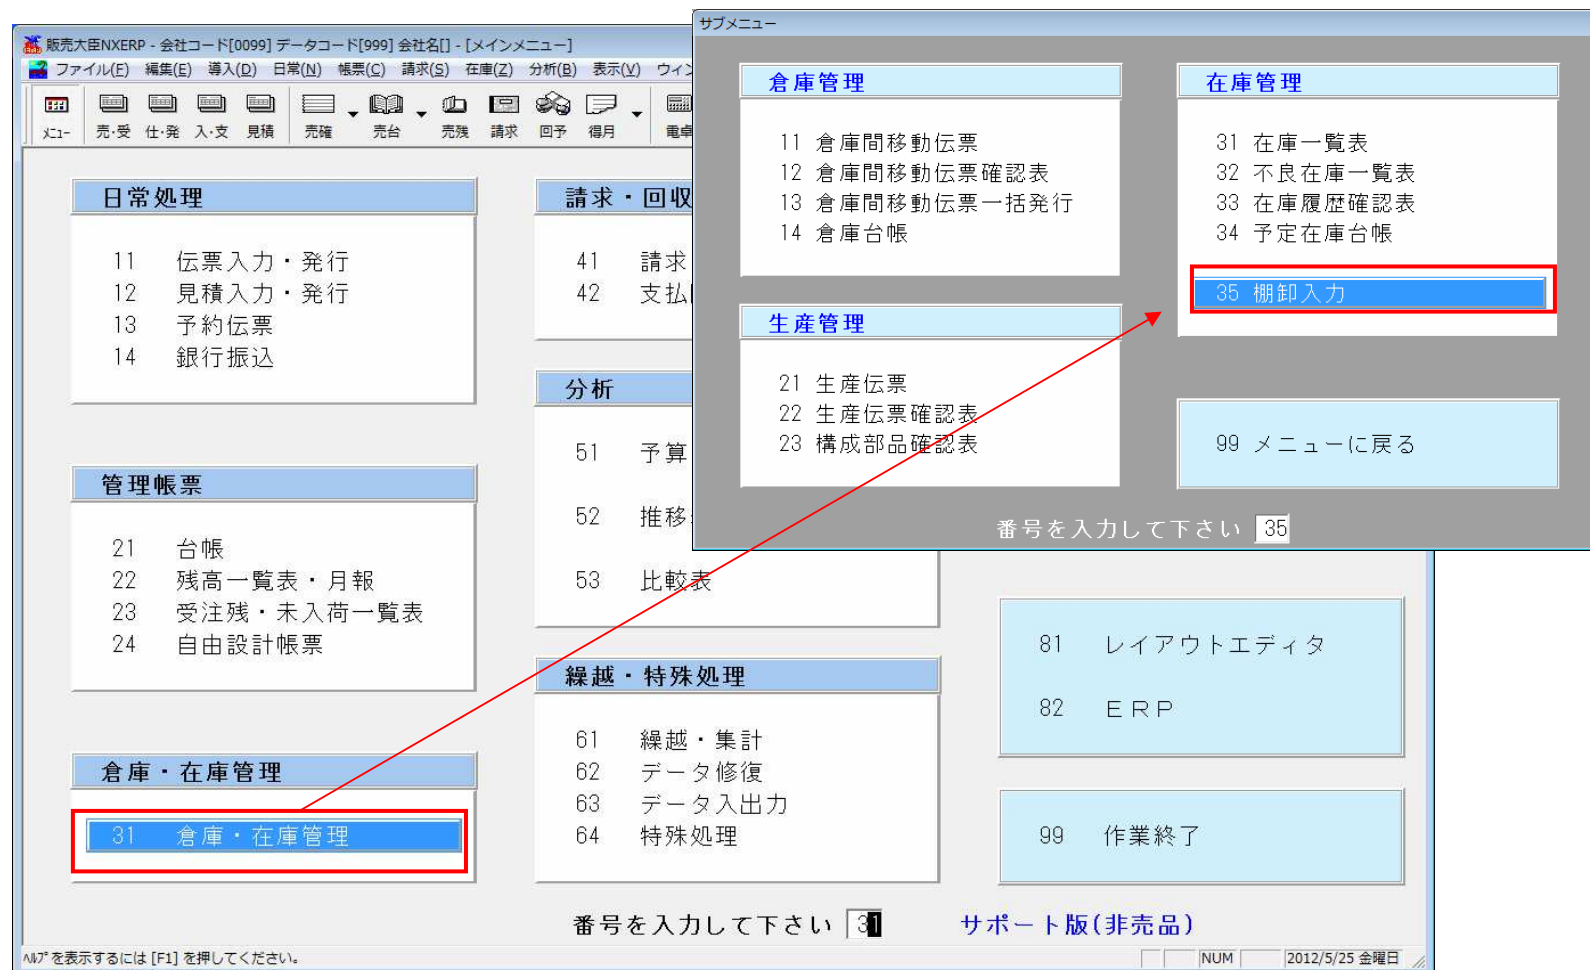 サブメニュー
販売大臣NXERP - 会社コード[0099] データコード[999] 会社名[] - [メインメニュー]
ファイル(F) 編集(E) 導入(D) 日常(N) 帳票(C) 請求(S) 在庫(Z) 分析(B) 表示(V) ウィン
ﾒﾆｭｰ 売・受 仕・発 入・支 見積 売確 売台 売残 請求 回予 得月 電卓
日常処理
11 伝票入力・発行
12 見積入力・発行
13 予約伝票
14 銀行振込
管理帳票
21 台帳
22 残高一覧表・月報
23 受注残・未入荷一覧表
24 自由設計帳票
倉庫・在庫管理
31 倉庫・在庫管理
請求・回収
41 請求
42 支払
分析
51 予算
52 推移
53 比較表
繰越・特殊処理
61 繰越・集計
62 データ修復
63 データ入出力
64 特殊処理
81 レイアウトエディタ
82 ERP
99 作業終了
番号を入力して下さい 31
サポート版(非売品)
ﾍﾙﾌﾟを表示するには [F1] を押してください。
NUM
2012/5/25 金曜日
倉庫管理
11 倉庫間移動伝票
12 倉庫間移動伝票確認表
13 倉庫間移動伝票一括発行
14 倉庫台帳
生産管理
21 生産伝票
22 生産伝票確認表
23 構成部品確認表
在庫管理
31 在庫一覧表
32 不良在庫一覧表
33 在庫履歴確認表
34 予定在庫台帳
35 棚卸入力
99 メニューに戻る
番号を入力して下さい 35